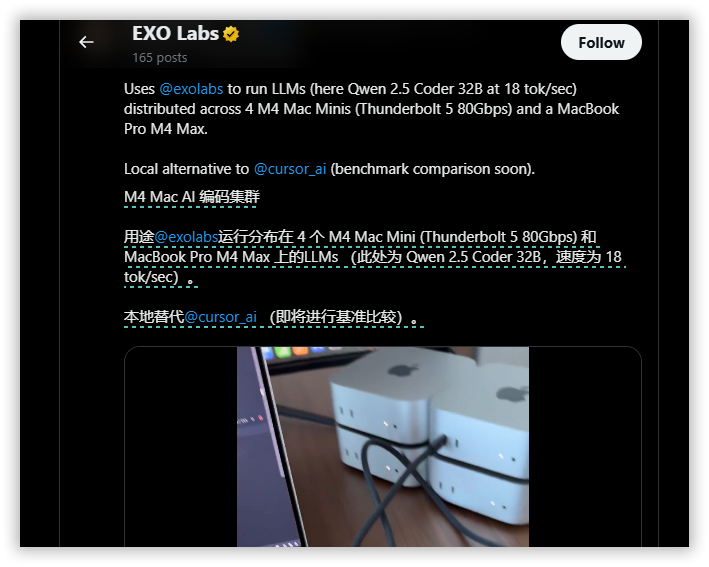 EXO Labs
165 posts
Follow
Uses @exolabs to run LLMs (here Qwen 2.5 Coder 32B at 18 tok/sec)
distributed across 4 M4 Mac Minis (Thunderbolt 5 80Gbps) and a MacBook
Pro M4 Max.
Local alternative to @cursor_ai (benchmark comparison soon).
M4 Mac AI 编码集群
用途@exolabs运行分布在 4 个 M4 Mac Mini (Thunderbolt 5 80Gbps) 和
MacBook Pro M4 Max 上的LLMs （此处为 Qwen 2.5 Coder 32B，速度为 18
tok/sec）。
本地替代@cursor_ai （即将进行基准比较）。